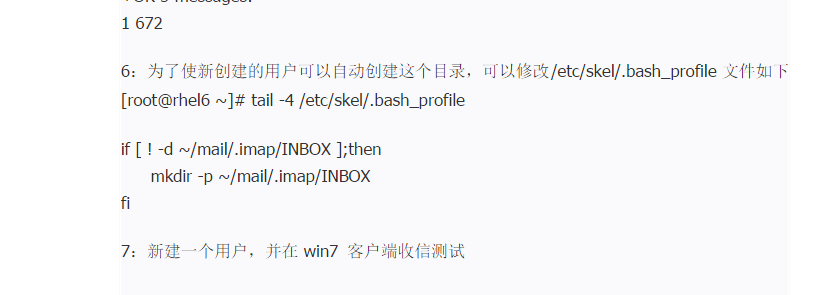 1 672
6：为了使新创建的用户可以自动创建这个目录，可以修改/etc/skel/.bash_profile 文件如下
[root@rhel6 ~]# tail -4 /etc/skel/.bash_profile
if [ ! -d ~/mail/.imap/INBOX ];then
mkdir -p ~/mail/.imap/INBOX
fi
7：新建一个用户，并在 win7 客户端收信测试